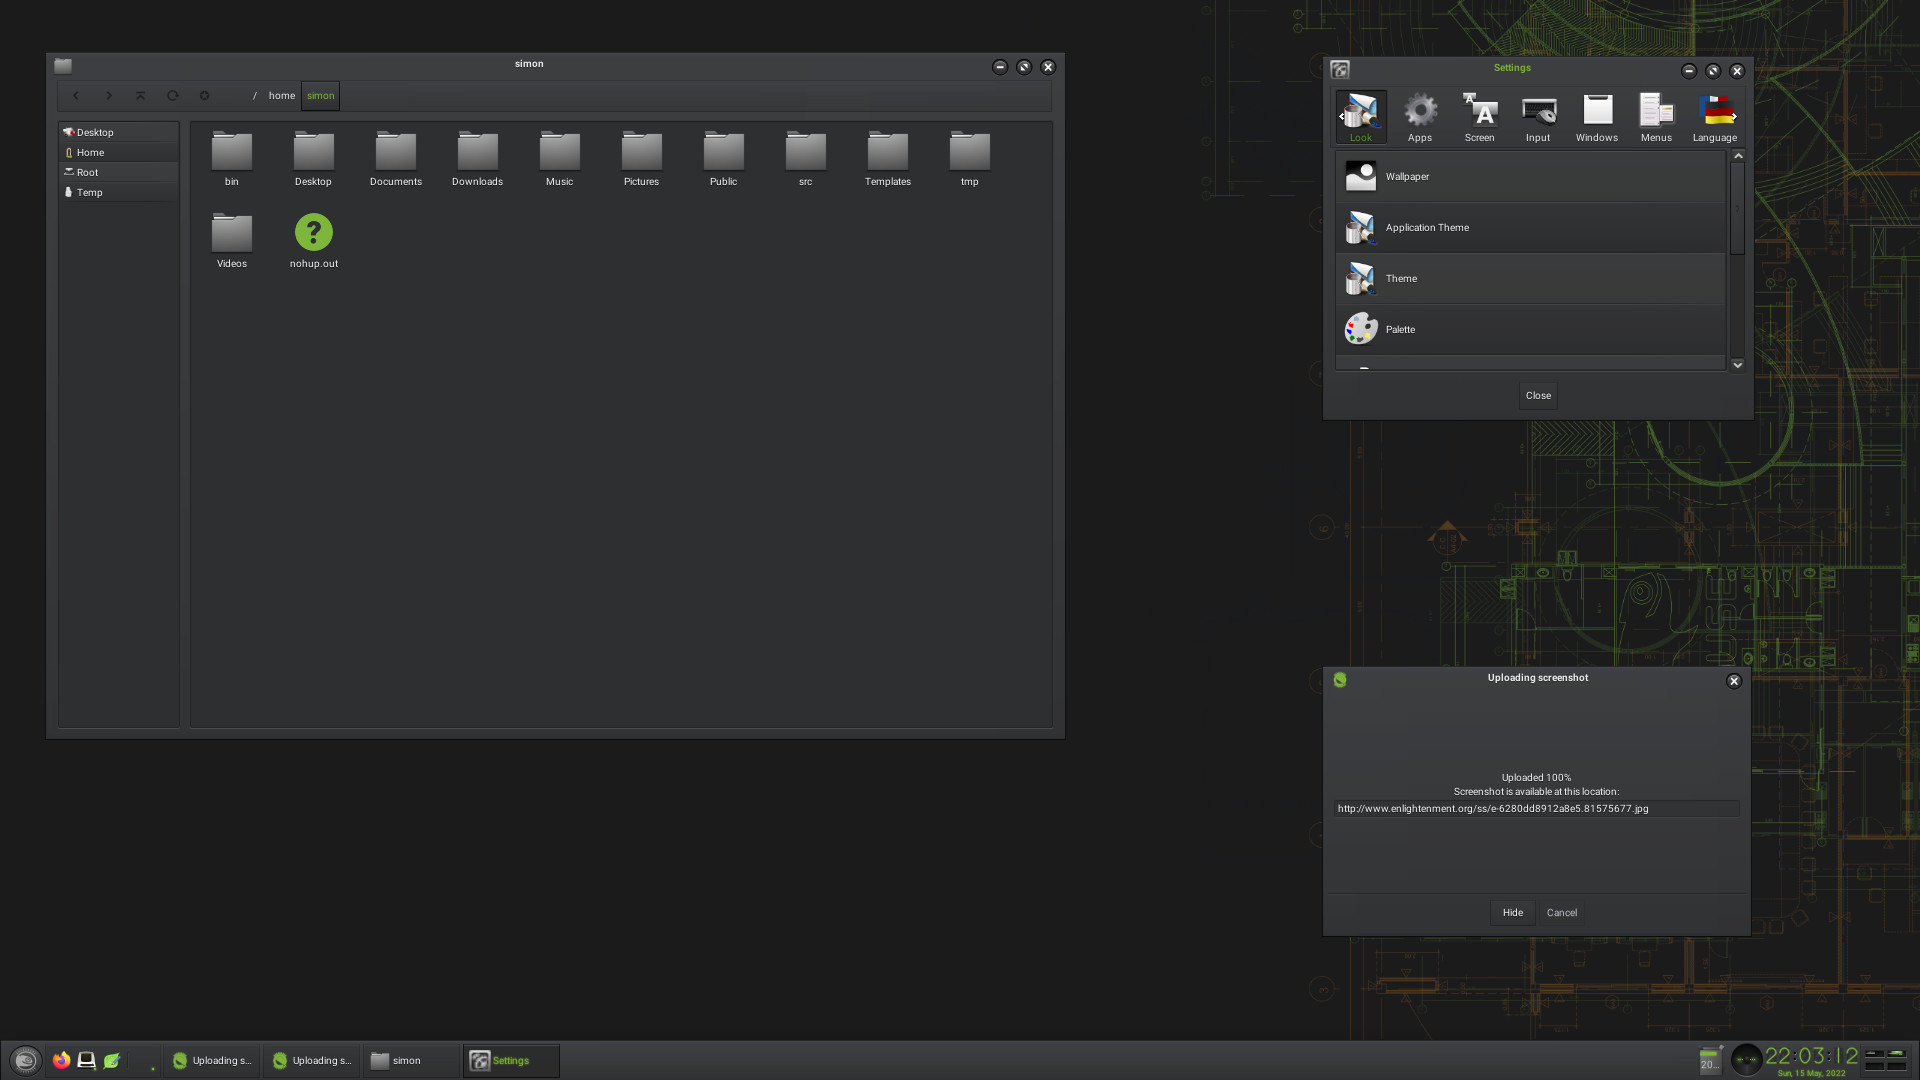 simon
/ home simon
Desktop
Home
Root
Temp
bin Desktop Documents Downloads Music Pictures Public src Templates tmp
Videos nohup.out
Settings
Look Apps Screen Input Windows Menus Language
Wallpaper
Application Theme
Theme
Palette
Close
Uploading screenshot
Uploaded 100%
Screenshot is available at this location:
http://www.enlightenment.org/ss/e-6280dd8912a8e5.81575677.jpg
Hide Cancel
Uploading s... Uploading s... simon Settings
20... 22:03:12
Sun, 15 May, 2022